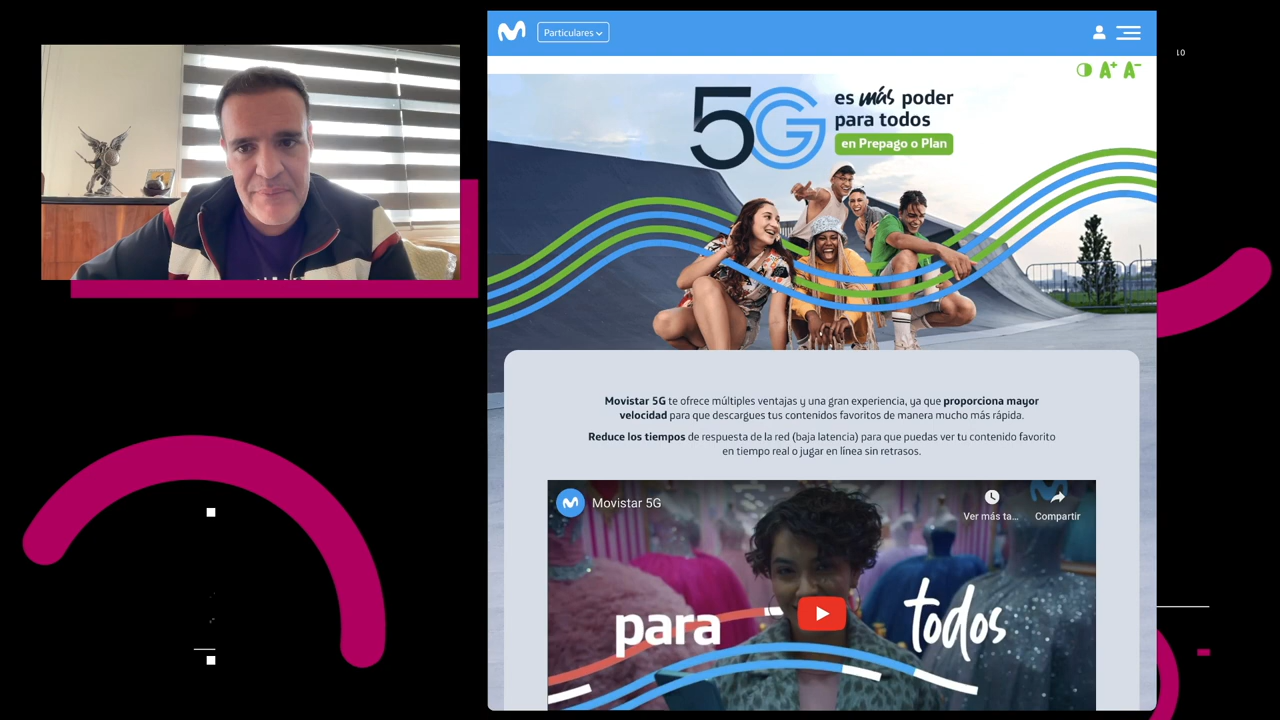 Particulares
01
A+ A-
5G
es más poder
para todos
en Prepago o Plan
Movistar 5G te ofrece múltiples ventajas y una gran experiencia, ya que proporciona mayor
velocidad para que descargues tus contenidos favoritos de manera mucho más rápida.
Reduce los tiempos de respuesta de la red (baja latencia) para que puedas ver tu contenido favorito
en tiempo real o jugar en línea sin retrasos.
Movistar 5G
Ver más ta...
Compartir
para todos